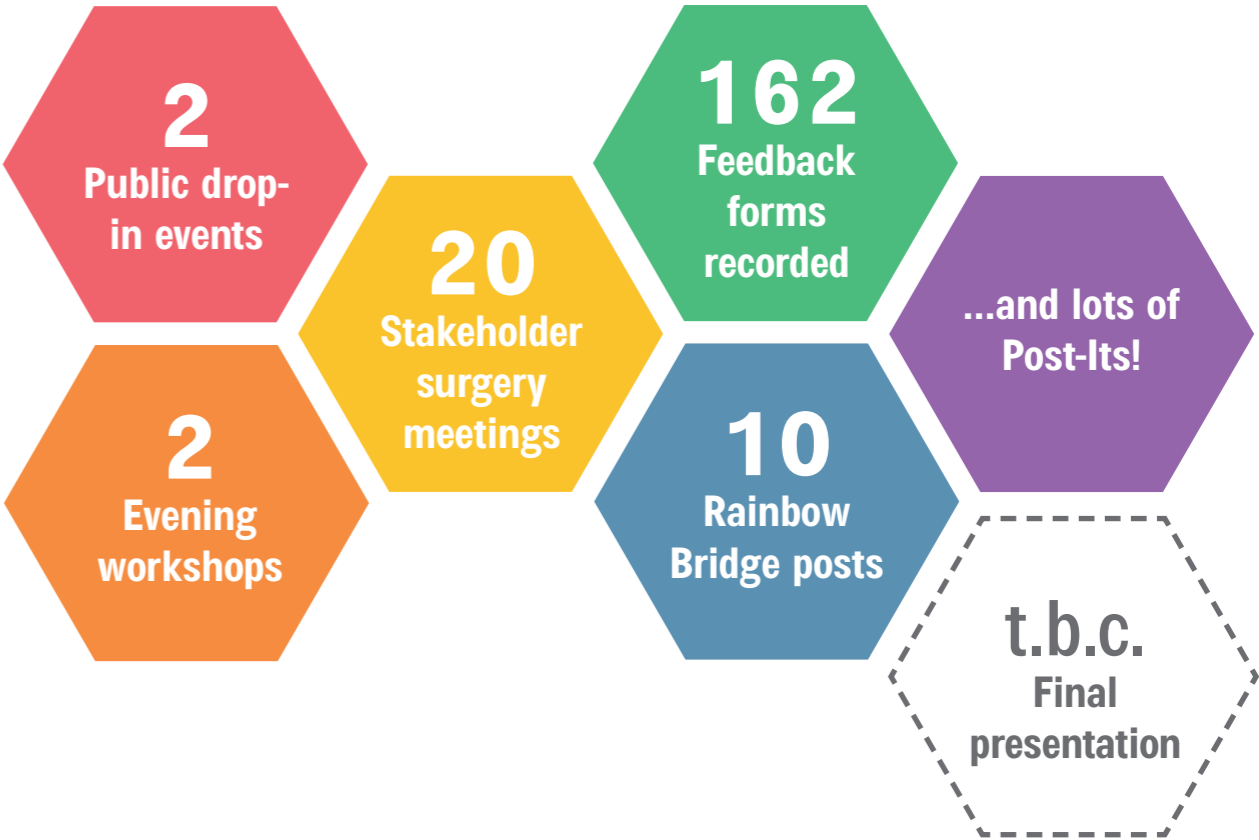 2
Public drop-
in events
2
Evening
workshops
20
Stakeholder
surgery
meetings
162
Feedback
forms
recorded
10
Rainbow
Bridge posts
...and lots of
Post-Its!
t.b.c.
Final
presentation